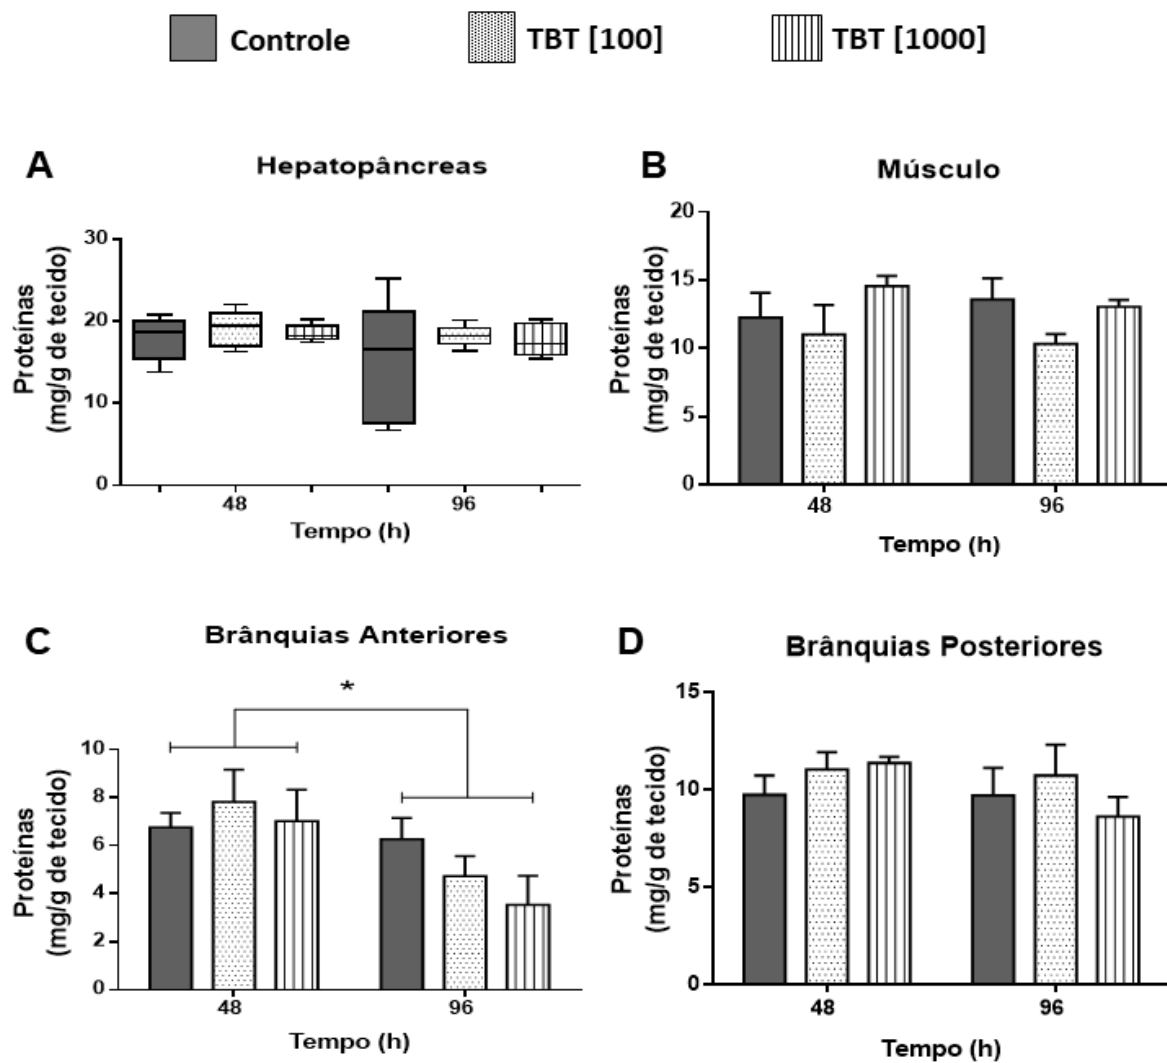 Controle
TBT [100]
TBT [1000]
A
Hepatopâncreas
Proteínas
(mg/g de tecido)
30
20
10
0
48
96
Tempo (h)
B
Músculo
Proteínas
(mg/g de tecido)
20
15
10
5
0
48
96
Tempo (h)
C
Brânquias Anteriores
*
Proteínas
(mg/g de tecido)
10
8
6
4
2
0
48
96
Tempo (h)
D
Brânquias Posteriores
Proteínas
(mg/g de tecido)
15
10
5
0
48
96
Tempo (h)